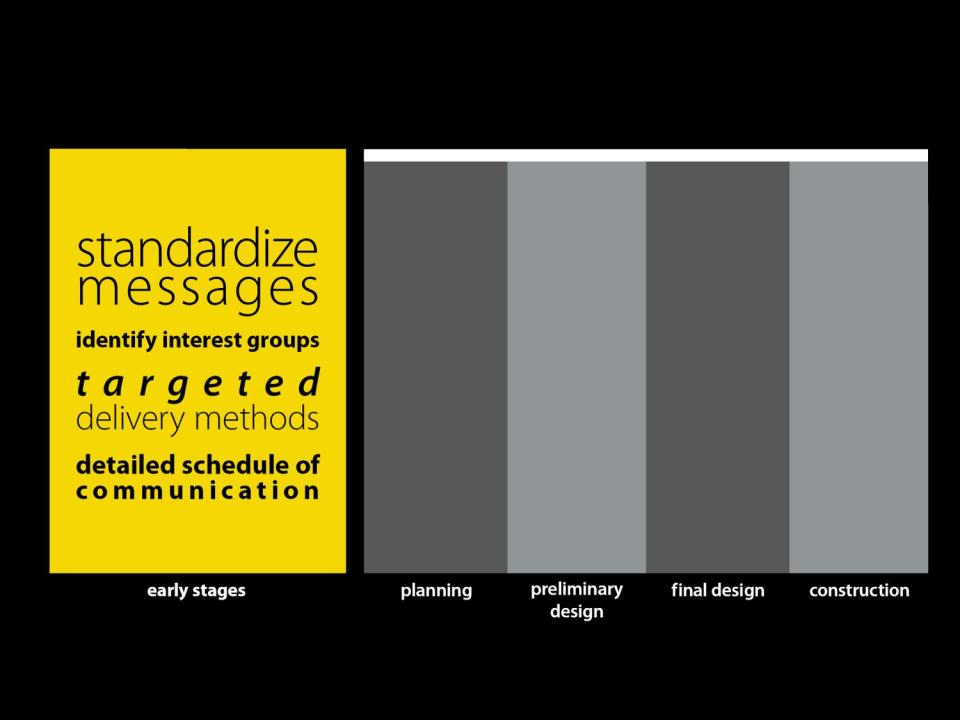 standardize
messages
identify interest groups
targeted
delivery methods
detailed schedule of
communication
early stages
planning
preliminary
design
final design
construction